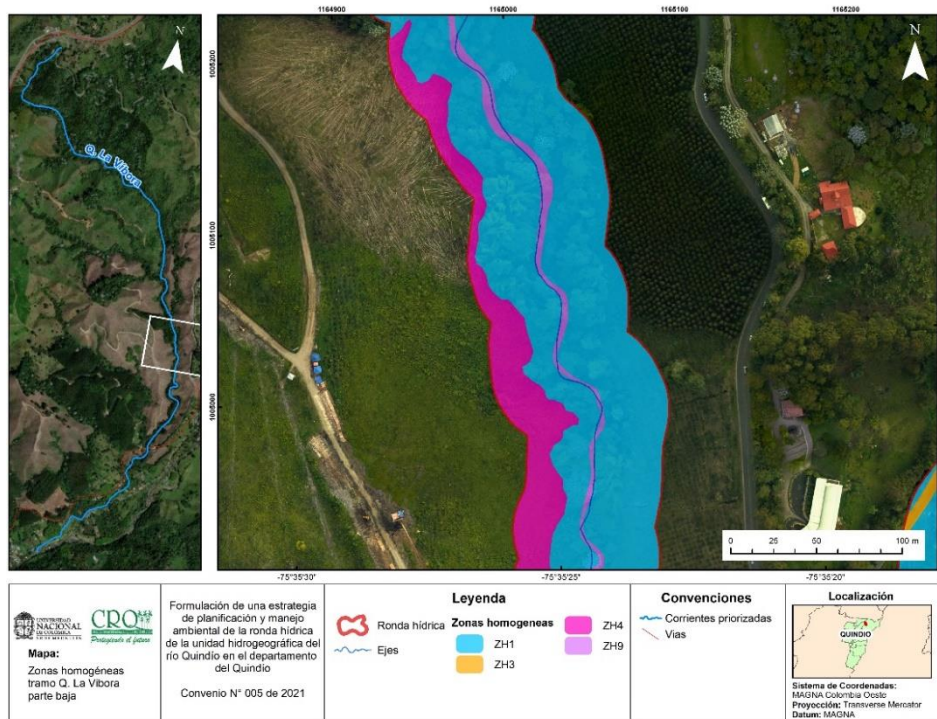 1164900
1165000
1165100
1165200
N
N
Q. La Víbora
1005200
1005100
1005000
0
25
50
60
100 m
-75°35'30"
-75°35'25"
-75°35'20"
UNIVERSIDAD
NACIONAL
DE COLOMBIA
CRQ
Protegiendo el futuro
Mapa:
Zonas homogéneas
tramo Q. La Vibora
parte baja
Formulación de una estrategia
de planificación y manejo
ambiental de la ronda hídrica
de la unidad hidrogeográfica del
río Quindío en el departamento
del Quindío
Convenio N° 005 de 2021
Leyenda
Ronda hídrica
Ejes
Zonas homogeneas
ZH1
ZH3
ZH4
ZH9
Convenciones
Corrientes priorizadas
Vias
Localización
QUINDIO
Sistema de Coordenadas:
MAGNA Colombia Oeste
Proyocción: Transverse Mercator
Datum: MAGNA